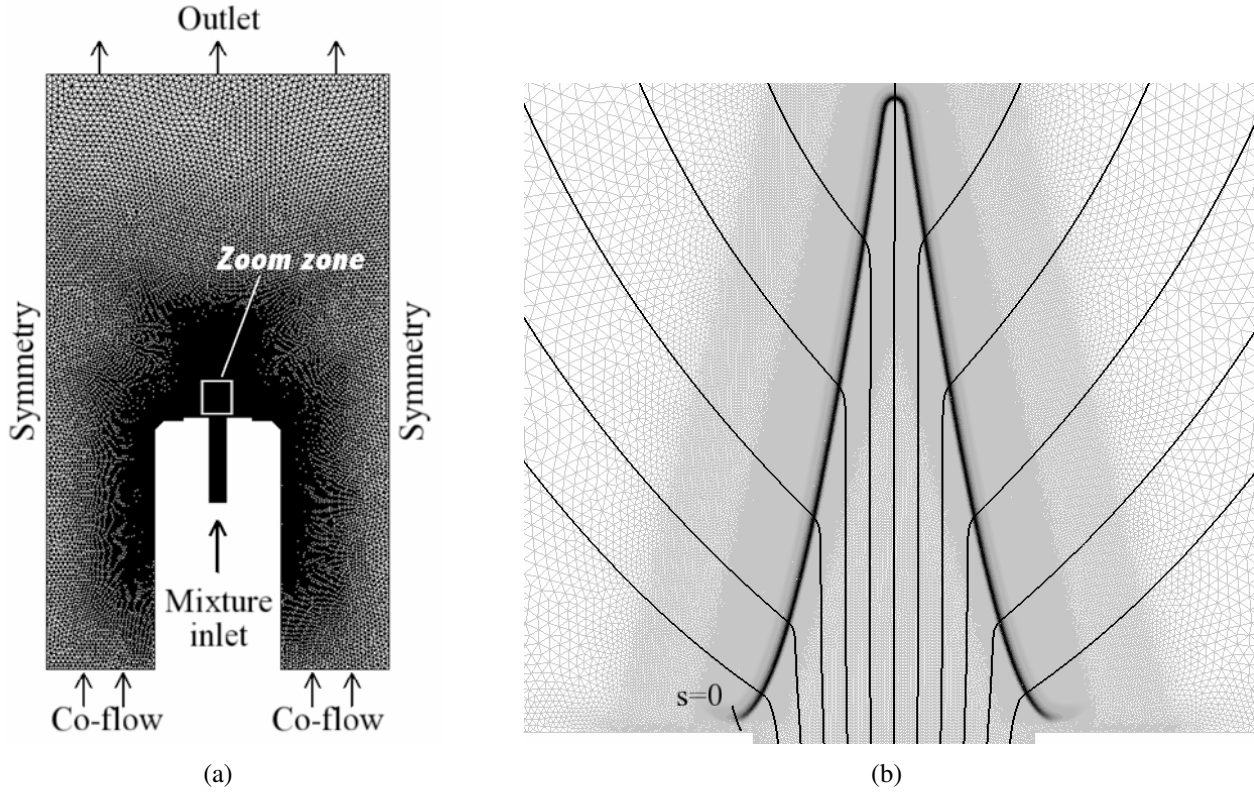 Outlet
Zoom zone
Symmetry
Symmetry
Mixture
inlet
Co-flow
Co-flow
(a)
s=0
(b)